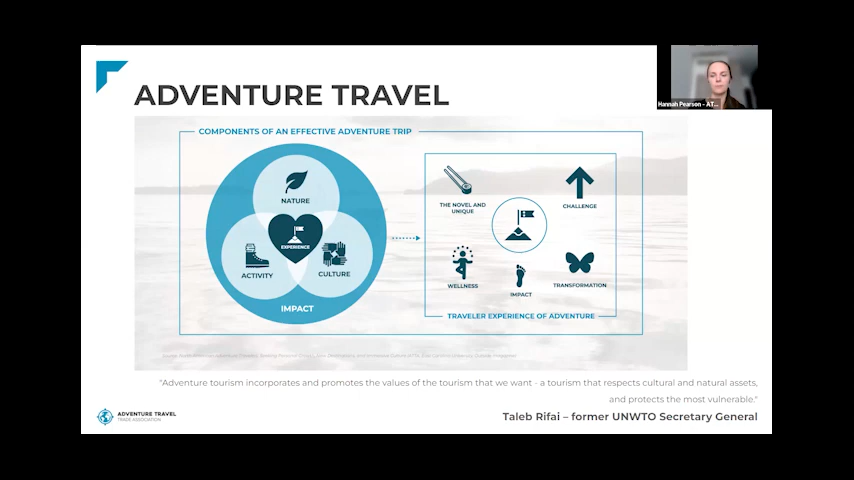 ADVENTURE TRAVEL
Hannah Pearson - AT...
COMPONENTS OF AN EFFECTIVE ADVENTURE TRIP
NATURE
EXPERIENCE
ACTIVITY
CULTURE
IMPACT
THE NOVEL AND
UNIQUE
CHALLENGE
WELLNESS
IMPACT
TRANSFORMATION
TRAVELER EXPERIENCE OF ADVENTURE
"Adventure tourism incorporates and promotes the values of the tourism that we want - a tourism that respects cultural and natural assets,
and protects the most vulnerable."
Taleb Rifai – former UNWTO Secretary General
ADVENTURE TRAVEL
TRADE ASSOCIATION